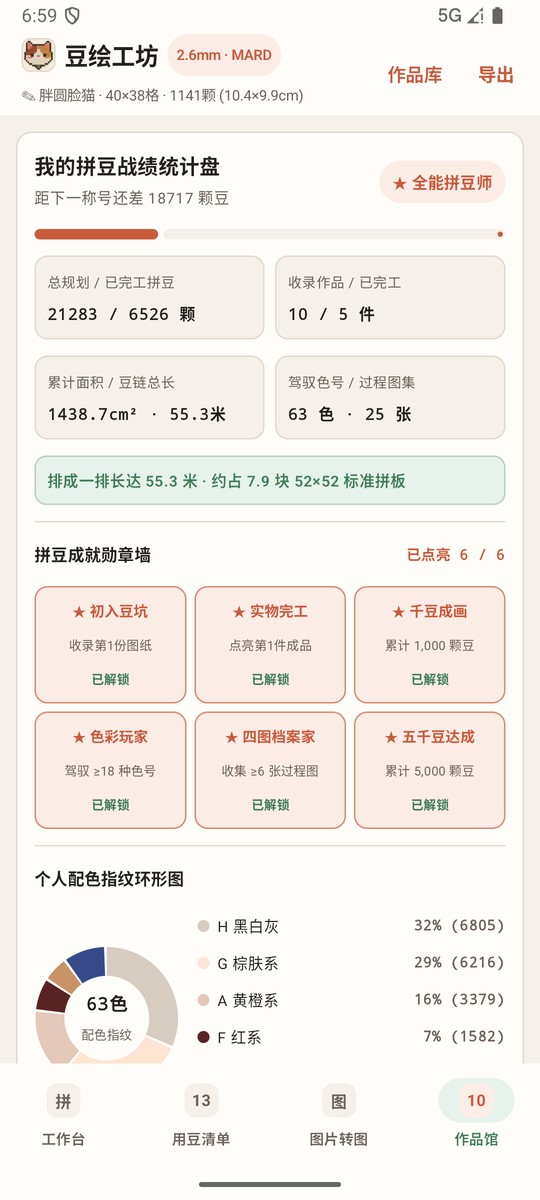 6:59
5G
豆绘工坊 2.6mm · MARD
作品库 导出
✎ 胖圆脸猫 · 40×38格 · 1141颗 (10.4×9.9cm)
我的拼豆战绩统计盘
距下一称号还差 18717 颗豆
★ 全能拼豆师
总规划 / 已完工拼豆
21283 / 6526 颗
收录作品 / 已完工
10 / 5 件
累计面积 / 豆链总长
1438.7cm² · 55.3米
驾驭色号 / 过程图集
63 色 · 25 张
排成一排长达 55.3 米 · 约占 7.9 块 52×52 标准拼板
拼豆成就勋章墙
已点亮 6 / 6
★ 初入豆坑
收录第1份图纸
已解锁
★ 实物完工
点亮第1件成品
已解锁
★ 千豆成画
累计 1,000 颗豆
已解锁
★ 色彩玩家
驾驭 ≥18 种色号
已解锁
★ 四图档案家
收集 ≥6 张过程图
已解锁
★ 五千豆达成
累计 5,000 颗豆
已解锁
个人配色指纹环形图
63色
配色指纹
H 黑白灰 32% (6805)
G 棕肤系 29% (6216)
A 黄橙系 16% (3379)
F 红系 7% (1582)
拼
工作台
13
用豆清单
图
图片转图
10
作品馆